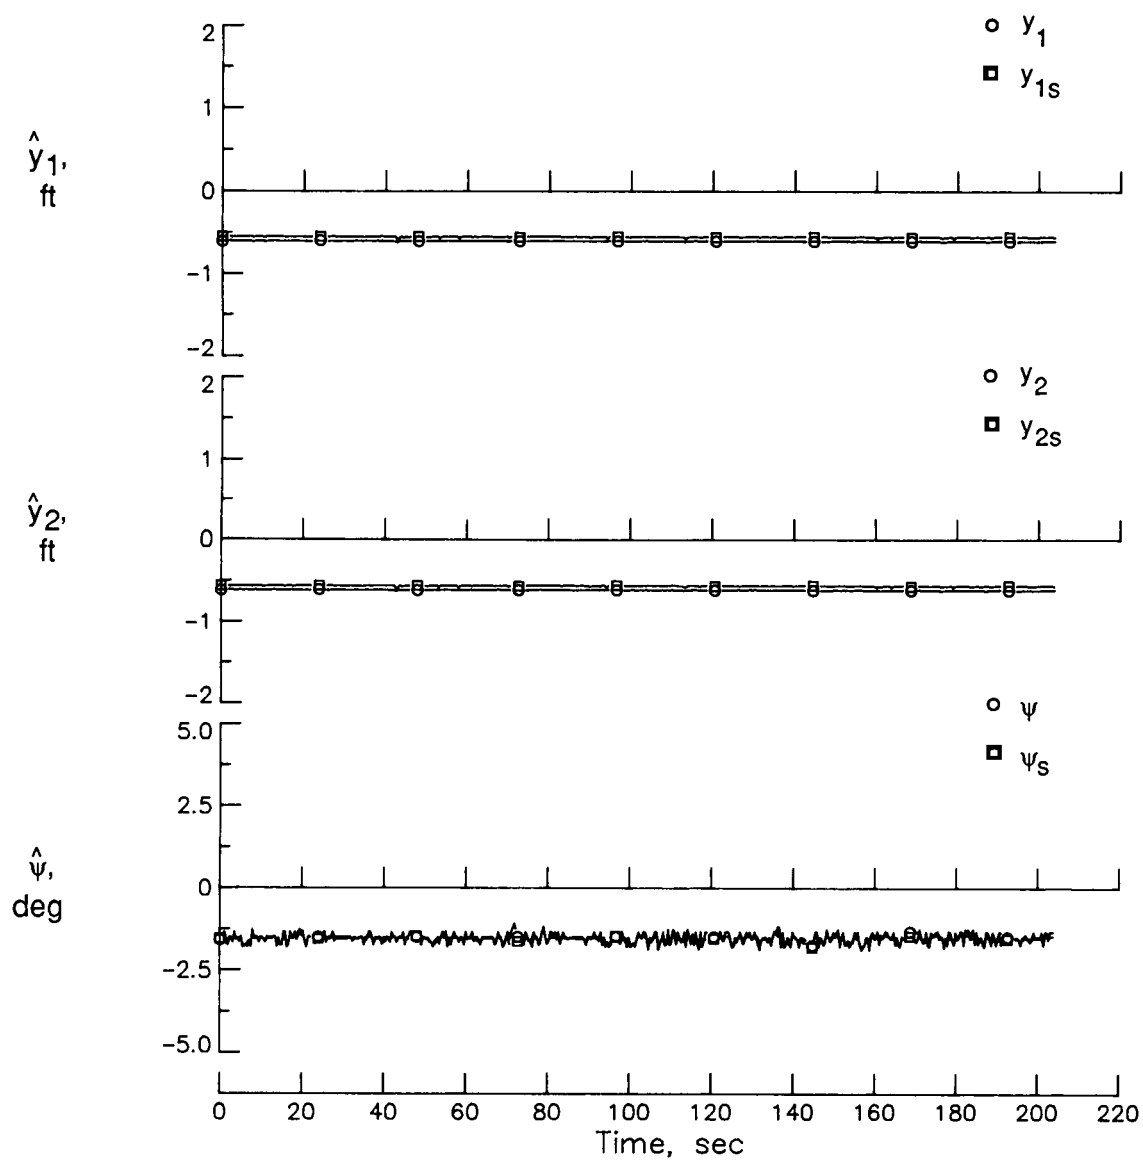 2
1
0
-1
-2
ŷ1,
ft
y1
y1s
2
1
0
-1
-2
ŷ2,
ft
y2
y2s
5.0
2.5
0
-2.5
-5.0
ψ̂,
deg
ψ
ψs
0 20 40 60 80 100 120 140 160 180 200 220
Time, sec